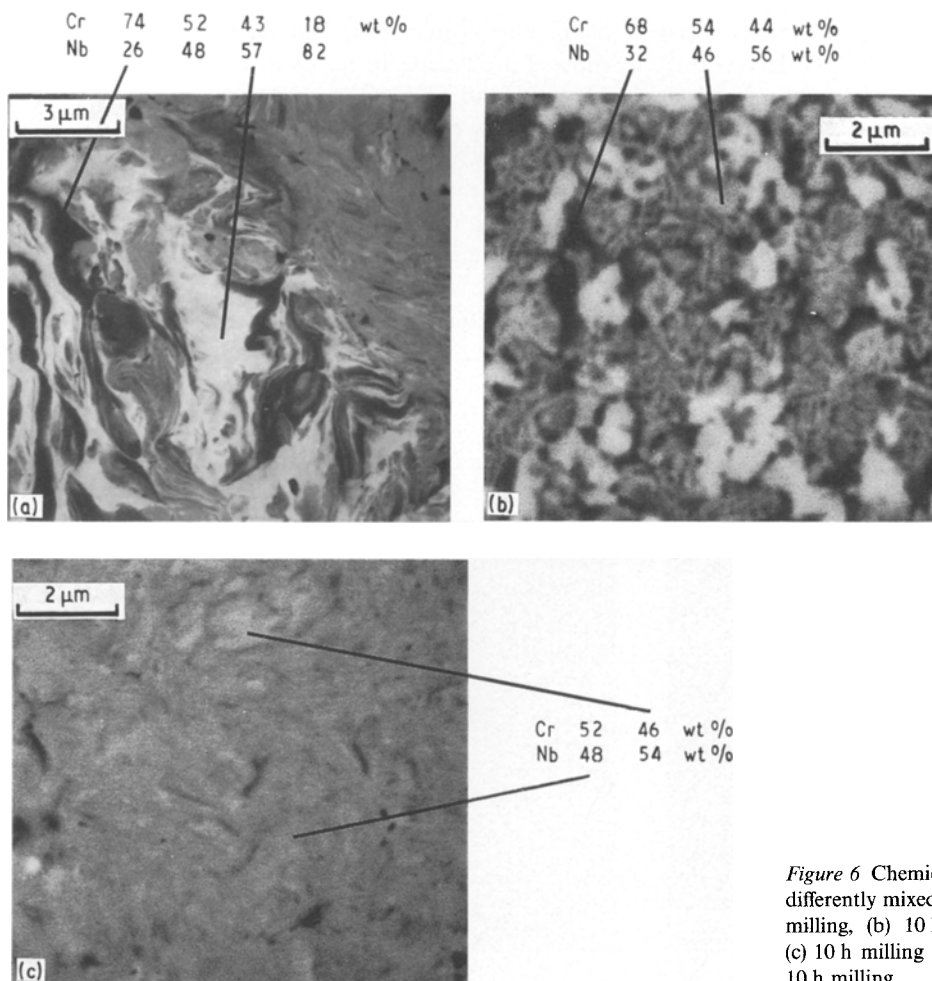 Cr 74 52 43 18 wt%
Nb 26 48 57 82
3 μm
(a)
Cr 68 54 44 wt%
Nb 32 46 56 wt%
2 μm
(b)
2 μm
Cr 52 46 wt%
Nb 48 54 wt%
(c)
Figure 6 Chemic
differently mixed
milling, (b) 10
(c) 10 h milling
10 h milling.